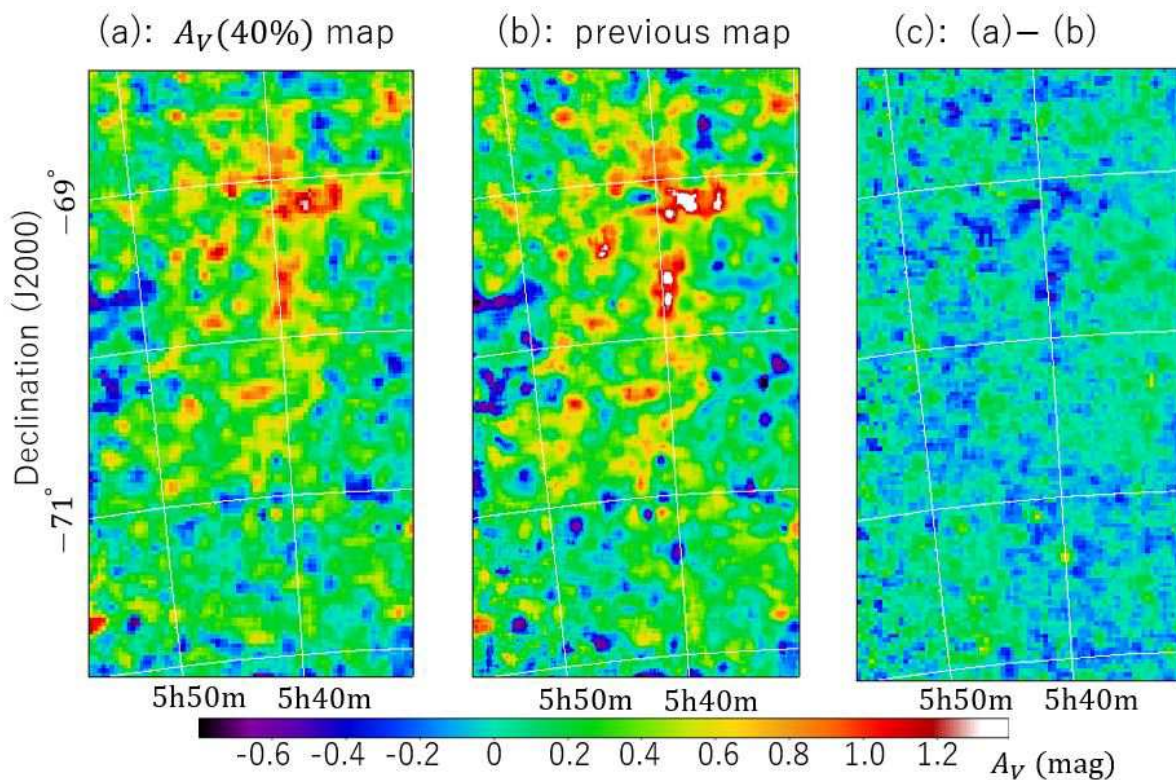 (a): A_V(40%) map
(b): previous map
(c): (a)− (b)
Declination (J2000)
−69°
−71°
5h50m 5h40m
5h50m 5h40m
5h50m 5h40m
-0.6 -0.4 -0.2 0 0.2 0.4 0.6 0.8 1.0 1.2 A_V (mag)